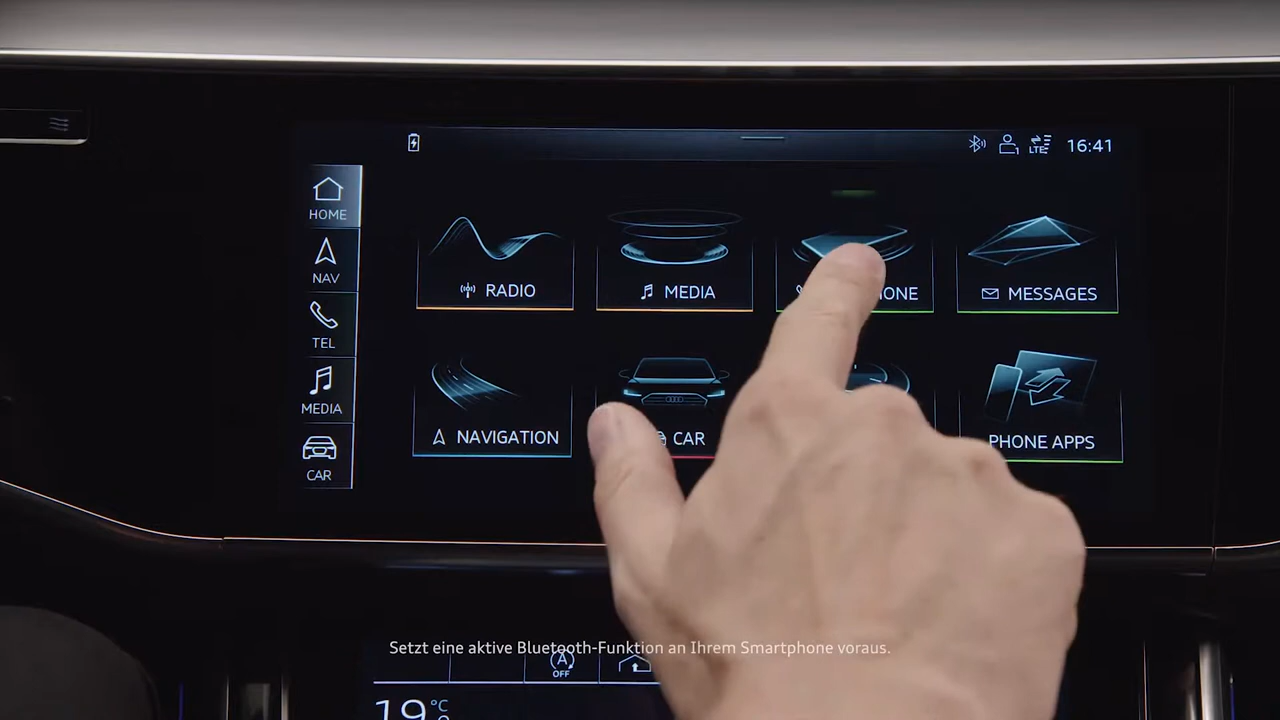 LTE 16:41
HOME
NAV
TEL
MEDIA
CAR
RADIO
MEDIA
MESSAGES
NAVIGATION
CAR
PHONE APPS
Setzt eine aktive Bluetooth-Funktion an Ihrem Smartphone voraus.
A
OFF
19 °C